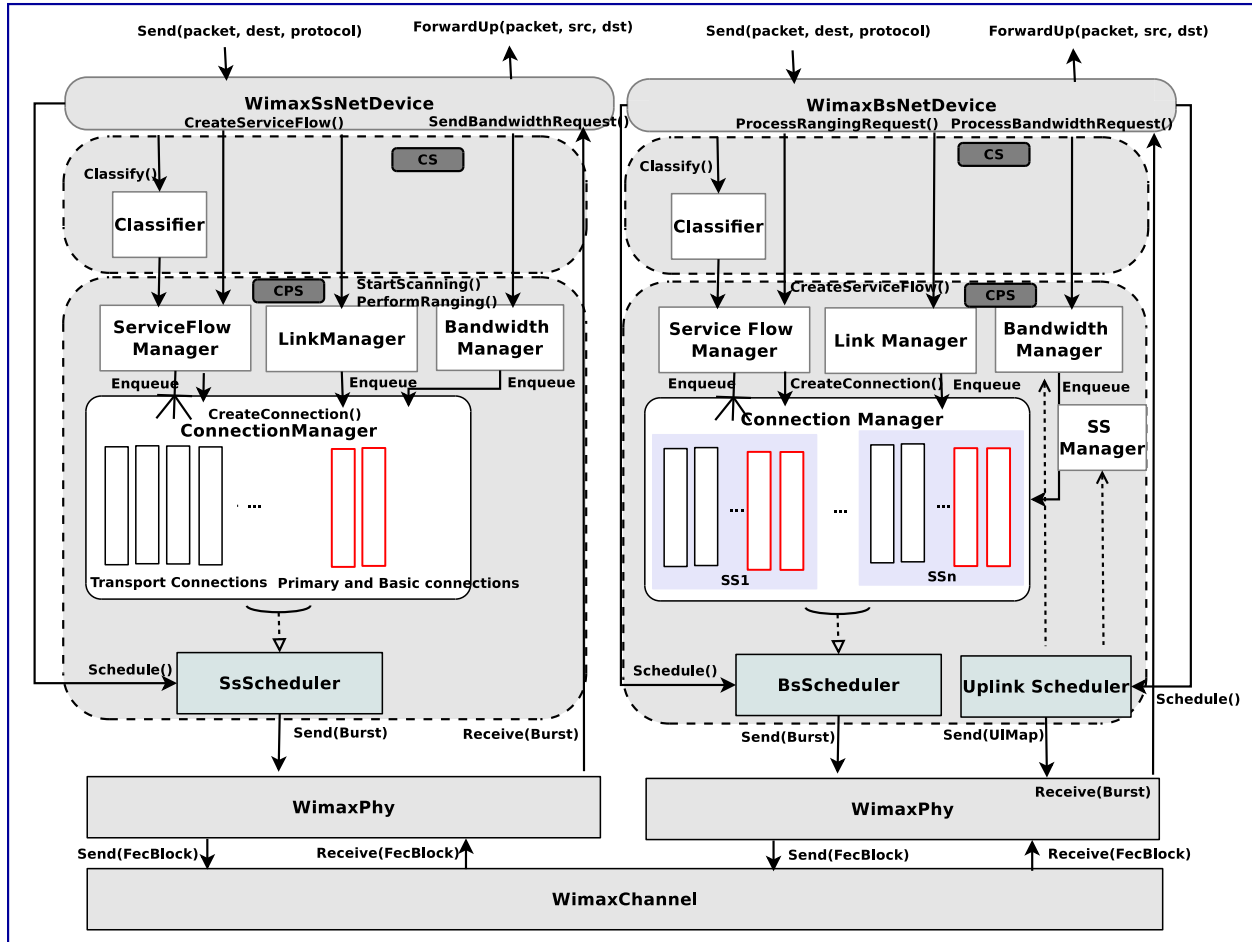 Send(packet, dest, protocol)
ForwardUp(packet, src, dst)
WimaxSsNetDevice
CreateServiceFlow()
SendBandwidthRequest()
CS
Classify()
Classifier
CPS
StartScanning()
PerformRanging()
ServiceFlow
Manager
LinkManager
Bandwidth
Manager
Enqueue
Enqueue
Enqueue
CreateConnection()
ConnectionManager
...
Transport Connections
Primary and Basic connections
Schedule()
SsScheduler
Send(Burst)
Receive(Burst)
WimaxPhy
Send(FecBlock)
Receive(FecBlock)
Send(packet, dest, protocol)
ForwardUp(packet, src, dst)
WimaxBsNetDevice
ProcessRangingRequest()
ProcessBandwidthRequest()
CS
Classify()
Classifier
CreateServiceFlow()
CPS
Service Flow
Manager
Link Manager
Bandwidth
Manager
Enqueue
CreateConnection()
Enqueue
Enqueue
Connection Manager
SS
Manager
...
...
...
SS1
SSn
Schedule()
BsScheduler
Uplink Scheduler
Schedule()
Send(Burst)
Send(UlMap)
WimaxPhy
Receive(Burst)
Send(FecBlock)
Receive(FecBlock)
WimaxChannel